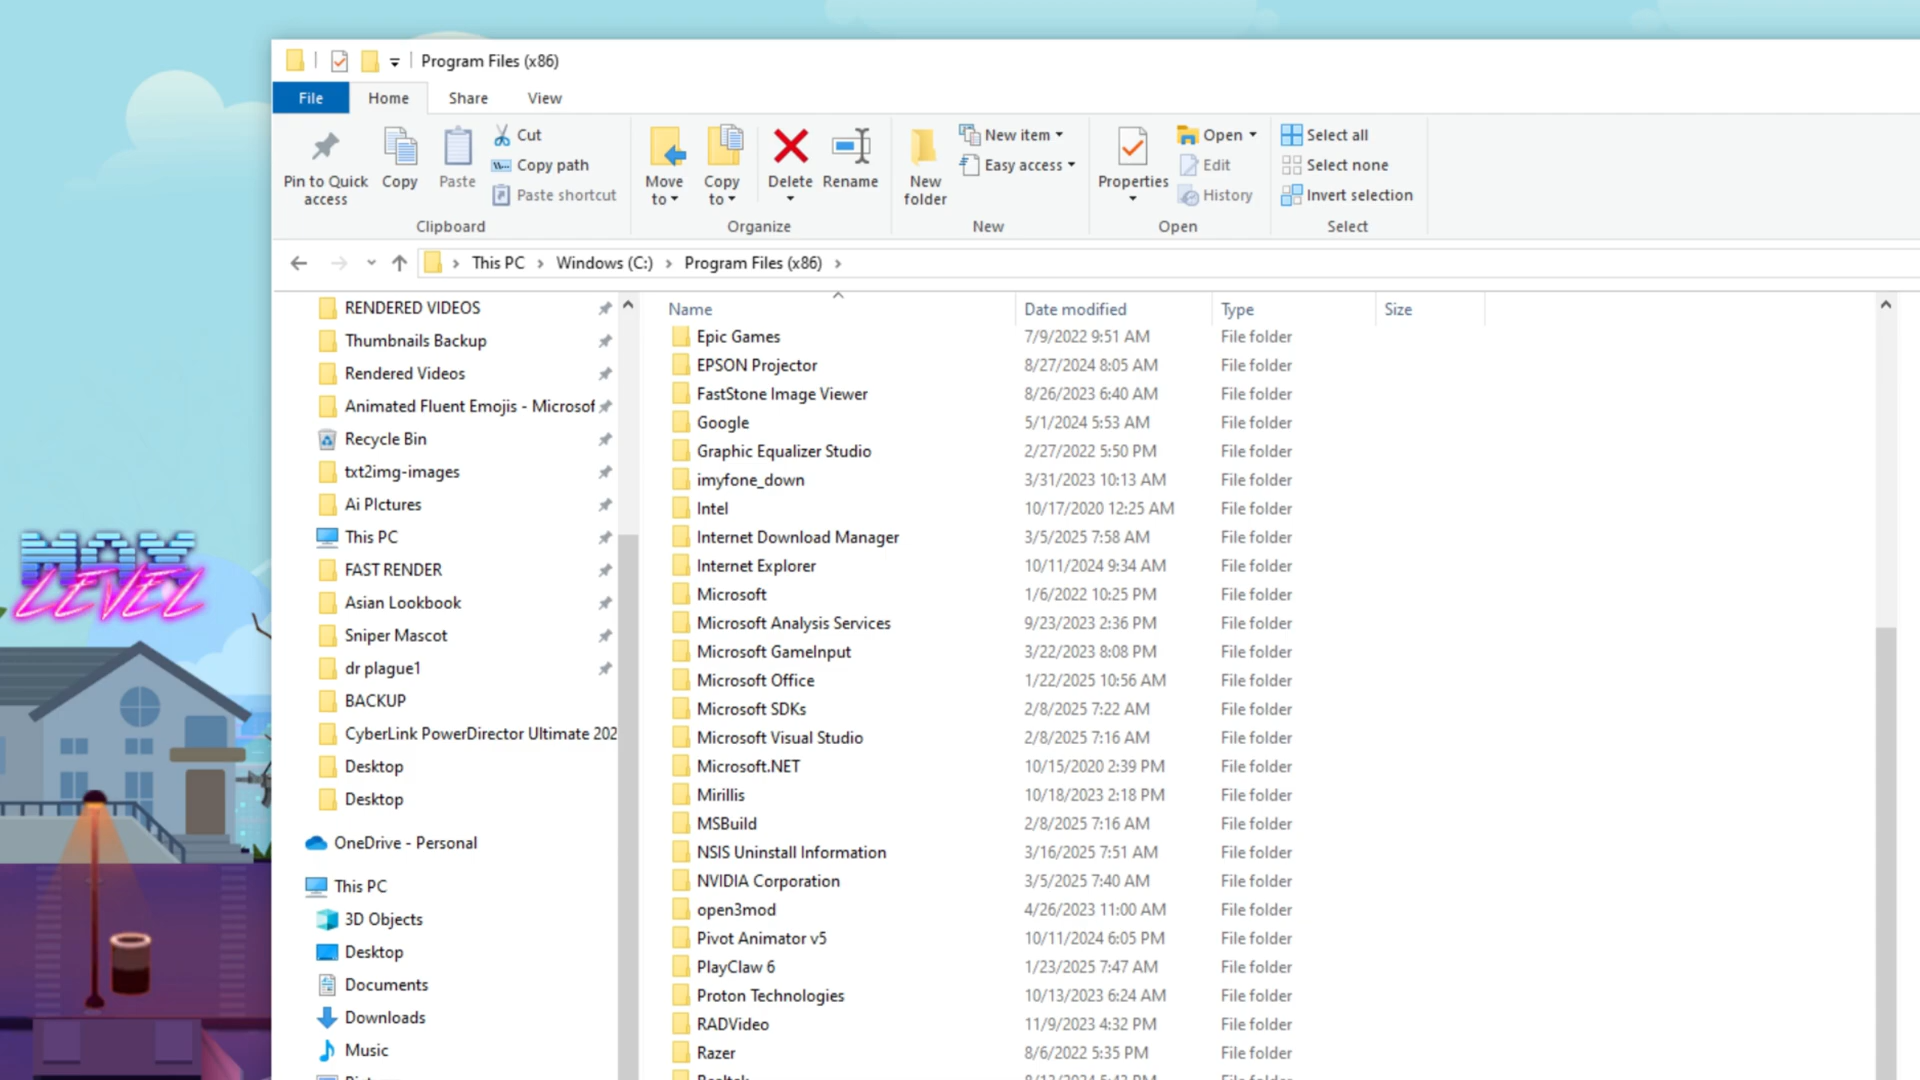 Program Files (x86)
File Home Share View
Pin to Quick access
Copy
Paste
Cut
Copy path
Paste shortcut
Clipboard
Move to
Copy to
Delete
Rename
Organize
New folder
New item
Easy access
New
Properties
Open
Edit
History
Open
Select all
Select none
Invert selection
Select
This PC > Windows (C:) > Program Files (x86) >
RENDERED VIDEOS
Thumbnails Backup
Rendered Videos
Animated Fluent Emojis - Microsof
Recycle Bin
txt2img-images
Ai PIctures
This PC
FAST RENDER
Asian Lookbook
Sniper Mascot
dr plague1
BACKUP
CyberLink PowerDirector Ultimate 202
Desktop
Desktop
OneDrive - Personal
This PC
3D Objects
Desktop
Documents
Downloads
Music
Name Date modified Type Size
Epic Games 7/9/2022 9:51 AM File folder
EPSON Projector 8/27/2024 8:05 AM File folder
FastStone Image Viewer 8/26/2023 6:40 AM File folder
Google 5/1/2024 5:53 AM File folder
Graphic Equalizer Studio 2/27/2022 5:50 PM File folder
imyfone_down 3/31/2023 10:13 AM File folder
Intel 10/17/2020 12:25 AM File folder
Internet Download Manager 3/5/2025 7:58 AM File folder
Internet Explorer 10/11/2024 9:34 AM File folder
Microsoft 1/6/2022 10:25 PM File folder
Microsoft Analysis Services 9/23/2023 2:36 PM File folder
Microsoft GameInput 3/22/2023 8:08 PM File folder
Microsoft Office 1/22/2025 10:56 AM File folder
Microsoft SDKs 2/8/2025 7:22 AM File folder
Microsoft Visual Studio 2/8/2025 7:16 AM File folder
Microsoft.NET 10/15/2020 2:39 PM File folder
Mirillis 10/18/2023 2:18 PM File folder
MSBuild 2/8/2025 7:16 AM File folder
NSIS Uninstall Information 3/16/2025 7:51 AM File folder
NVIDIA Corporation 3/5/2025 7:40 AM File folder
open3mod 4/26/2023 11:00 AM File folder
Pivot Animator v5 10/11/2024 6:05 PM File folder
PlayClaw 6 1/23/2025 7:47 AM File folder
Proton Technologies 10/13/2023 6:24 AM File folder
RADVideo 11/9/2023 4:32 PM File folder
Razer 8/6/2022 5:35 PM File folder
MAX
LEVEL